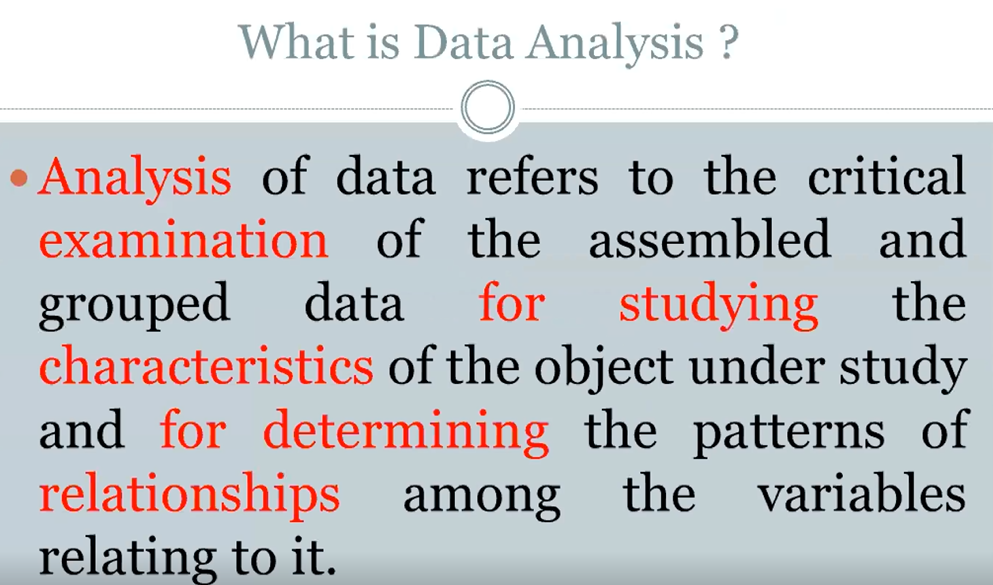 What is Data Analysis ?
Analysis of data refers to the critical
examination of the assembled and
grouped data for studying the
characteristics of the object under study
and for determining the patterns of
relationships among the variables
relating to it.